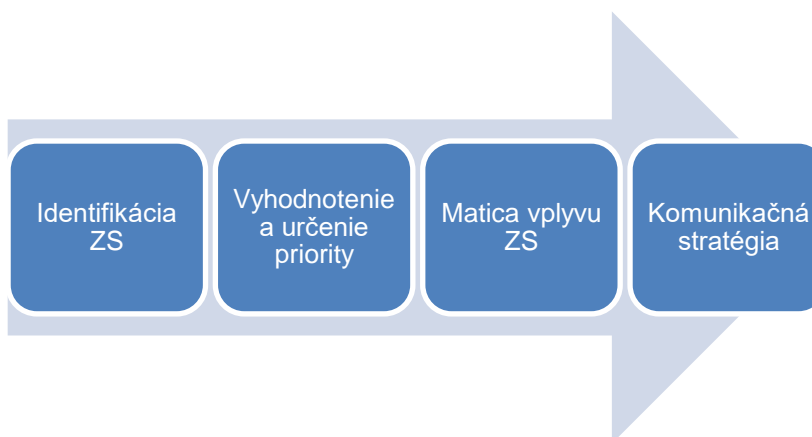 Identifikácia
ZS
Vyhodnotenie
a určenie
priority
Matica vplyvu
ZS
Komunikačná
stratégia